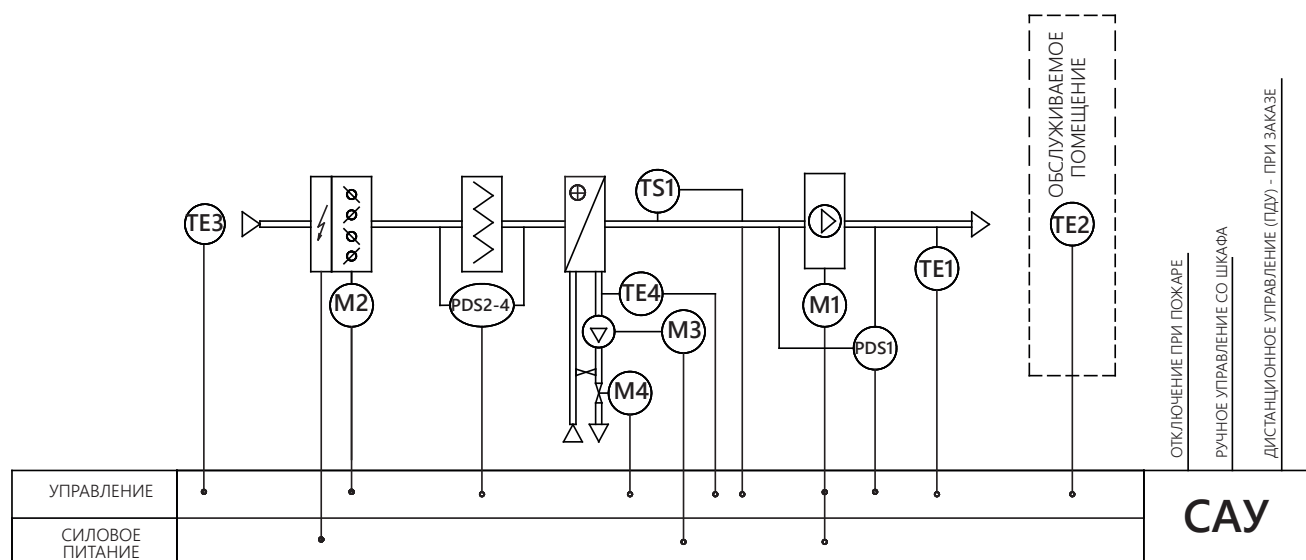 ОБСЛУЖИВАЕМОЕ
ПОМЕЩЕНИЕ
ОТКЛЮЧЕНИЕ ПРИ ПОЖАРЕ
РУЧНОЕ УПРАВЛЕНИЕ СО ШКАФА
ДИСТАНЦИОННОЕ УПРАВЛЕНИЕ (ПДУ) - ПРИ ЗАКАЗЕ
TS1
TE3
TE2
TE1
M2
PDS2-4
TE4
M1
M3
PDS1
M4
УПРАВЛЕНИЕ
СИЛОВОЕ
ПИТАНИЕ
САУ